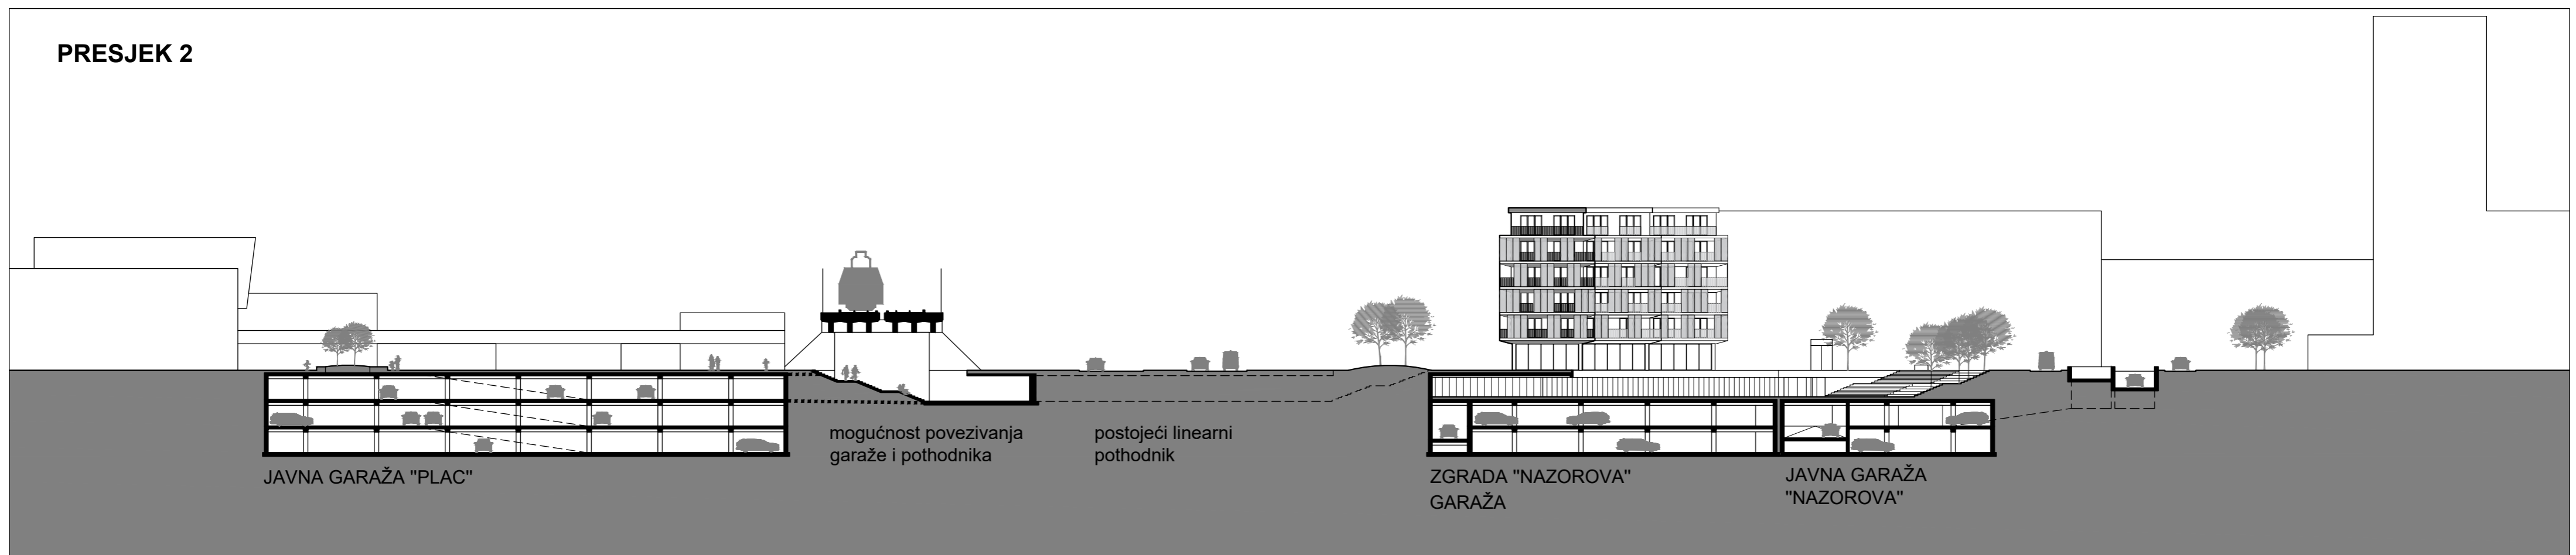 PRESJEK 2
JAVNA GARAŽA "PLAC"
mogućnost povezivanja
garaže i pothodnika
postojeći linearni
pothodnik
ZGRADA "NAZOROVA"
GARAŽA
JAVNA GARAŽA
"NAZOROVA"